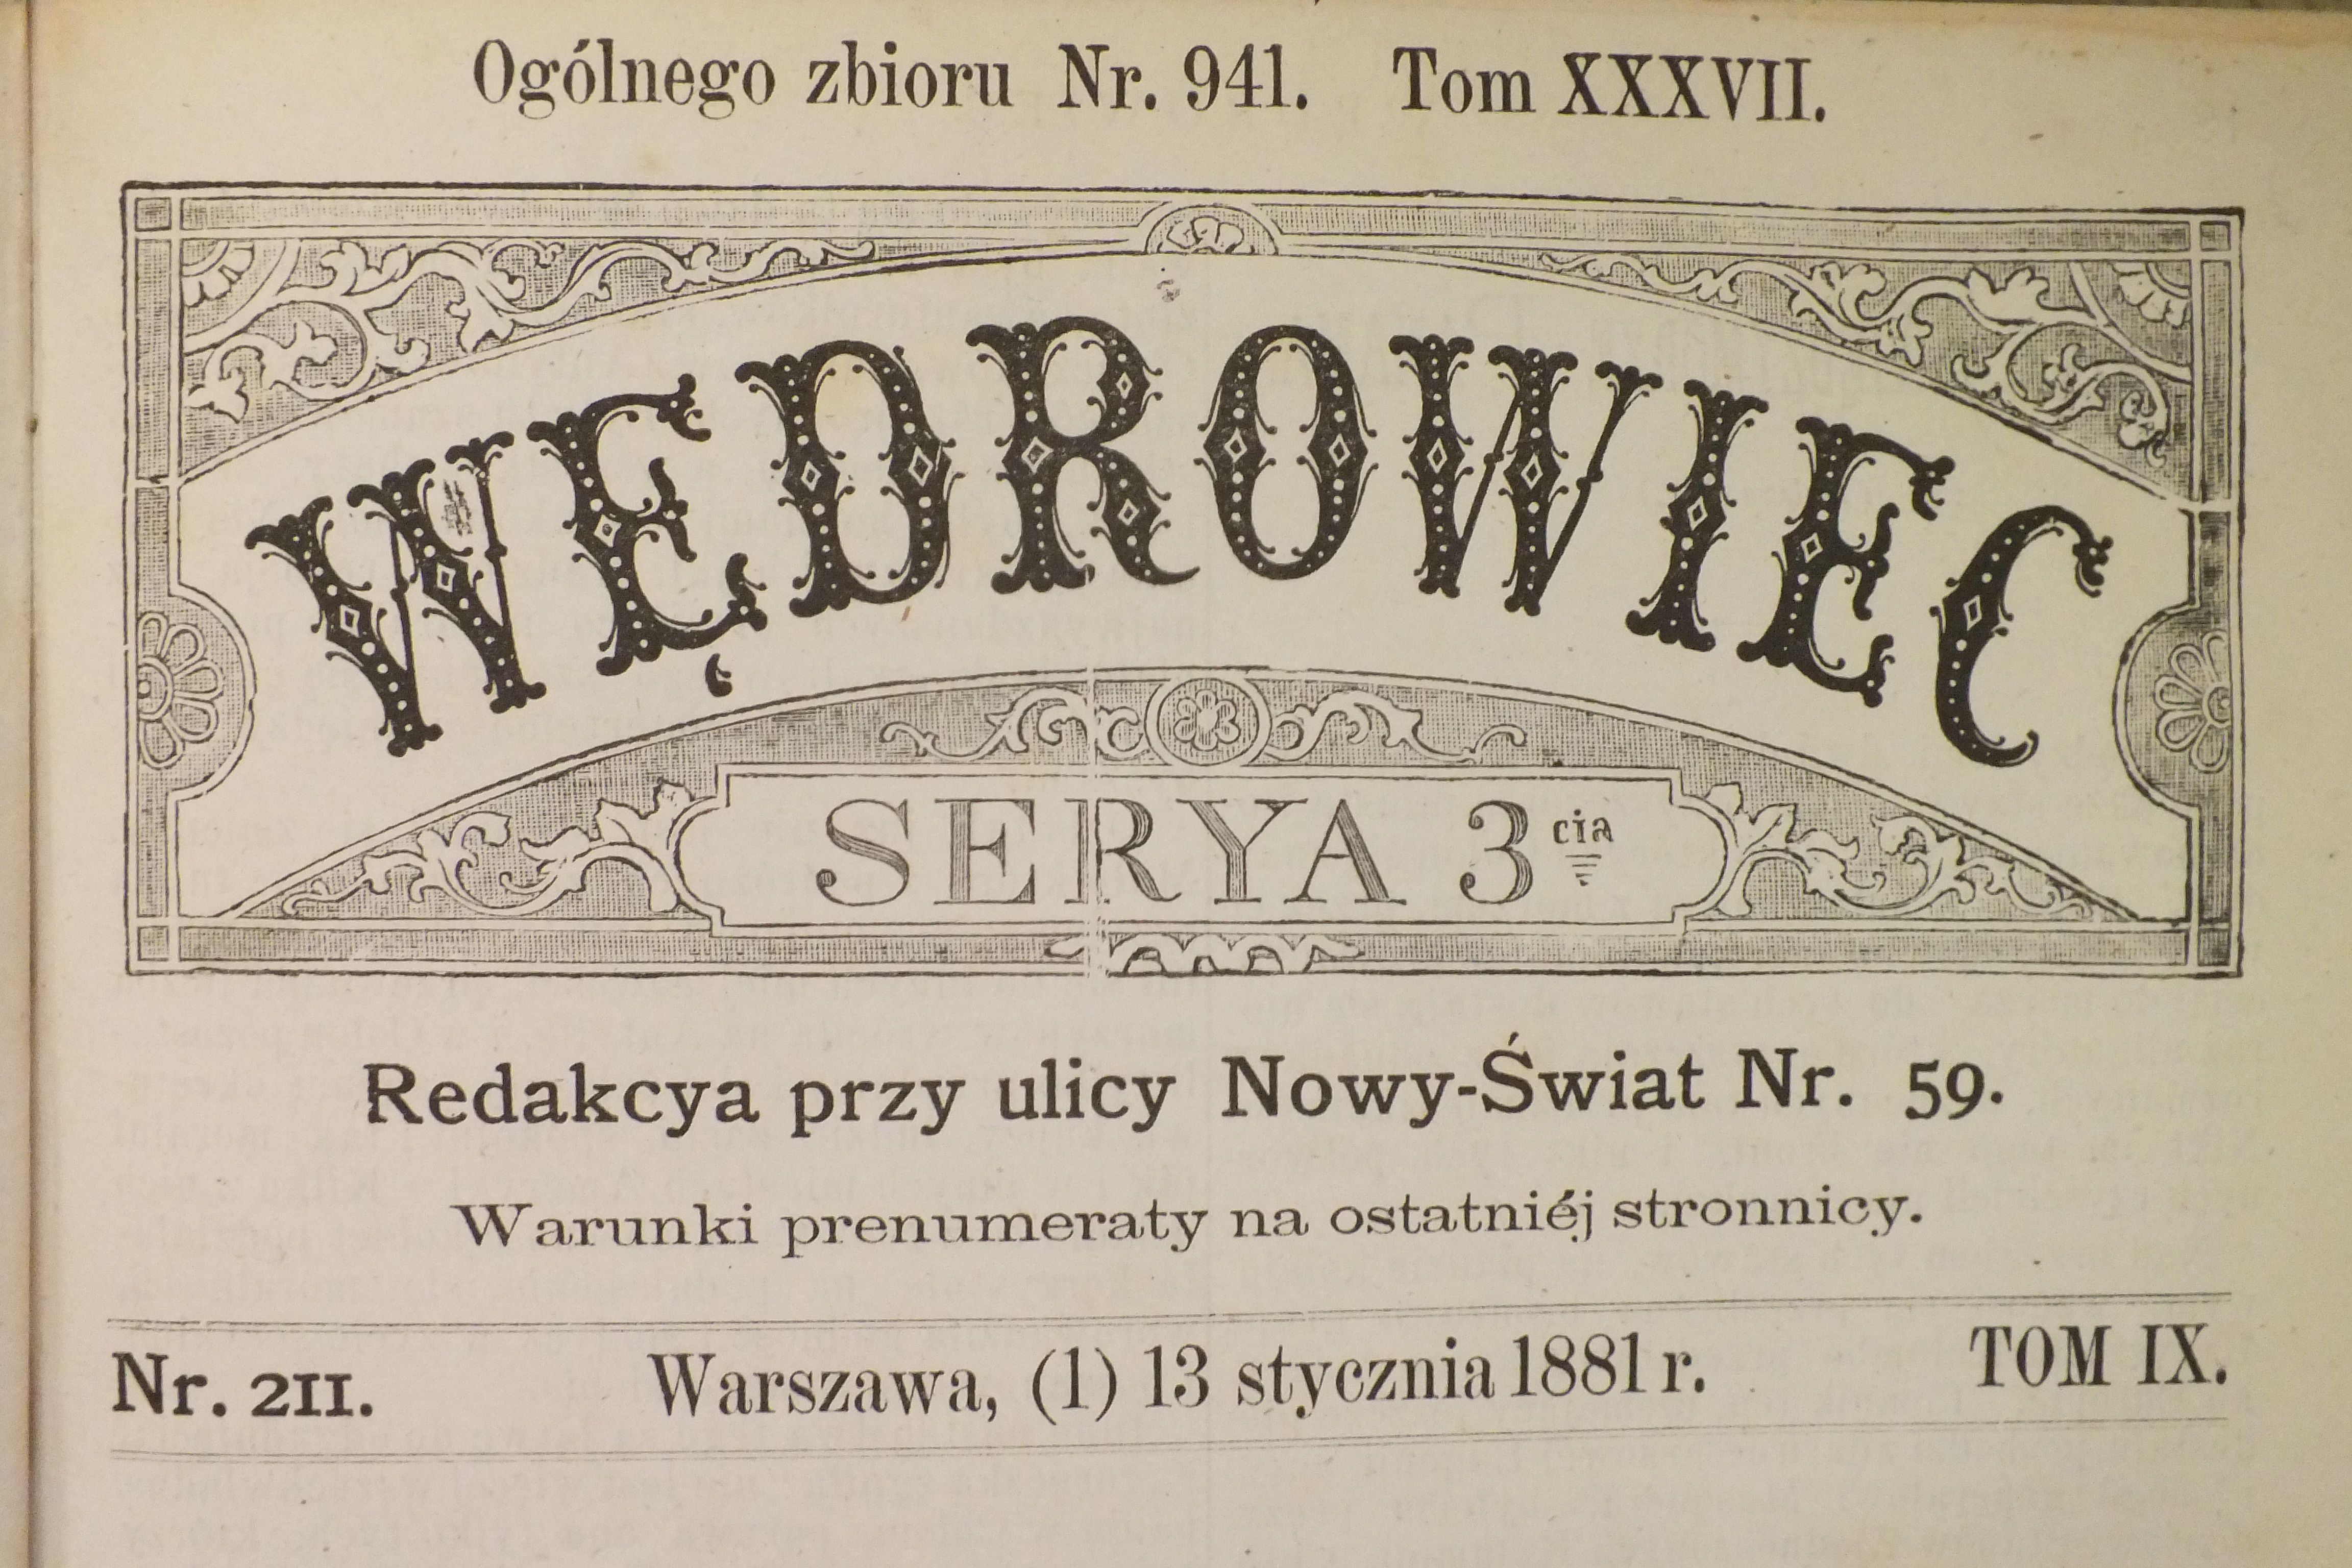 Ogólnego zbioru Nr. 941. Tom XXXVII.
WĘDROWIEC
SERYA 3cia
Redakcya przy ulicy Nowy-Świat Nr. 59.
Warunki prenumeraty na ostatniéj stronnicy.
Nr. 211. Warszawa, (1) 13 stycznia 1881 r. TOM IX.